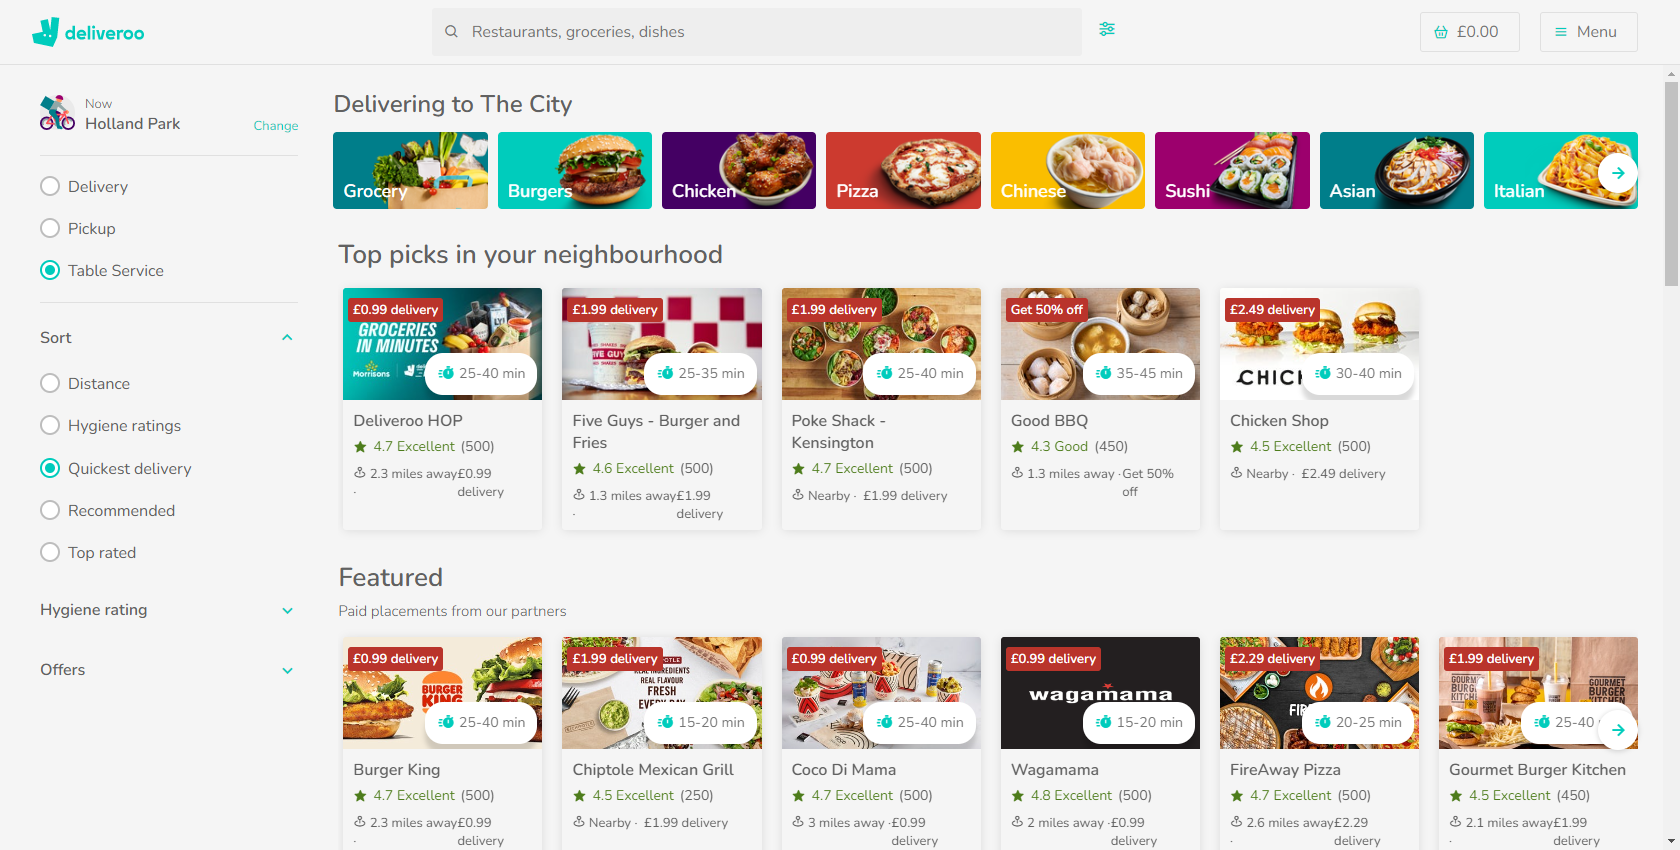 deliveroo
Restaurants, groceries, dishes
£0.00
Menu
Now
Holland Park
Change
Delivery
Pickup
Table Service
Sort
Distance
Hygiene ratings
Quickest delivery
Recommended
Top rated
Hygiene rating
Offers
Delivering to The City
Grocery
Burgers
Chicken
Pizza
Chinese
Sushi
Asian
Italian
Top picks in your neighbourhood
£0.99 delivery
GROCERIES
IN MINUTES
Morrisons
25-40 min
Deliveroo HOP
4.7 Excellent (500)
2.3 miles away £0.99
· delivery
£1.99 delivery
FIVE GUY
25-35 min
Five Guys - Burger and
Fries
4.6 Excellent (500)
1.3 miles away £1.99
· delivery
£1.99 delivery
25-40 min
Poke Shack -
Kensington
4.7 Excellent (500)
Nearby · £1.99 delivery
Get 50% off
35-45 min
Good BBQ
4.3 Good (450)
1.3 miles away · Get 50%
off
£2.49 delivery
CHICK
30-40 min
Chicken Shop
4.5 Excellent (500)
Nearby · £2.49 delivery
Featured
Paid placements from our partners
£0.99 delivery
BURGER
KING
25-40 min
Burger King
4.7 Excellent (500)
2.3 miles away £0.99
· delivery
£1.99 delivery
REAL INGREDIENTS
REAL FLAVOUR
FRESH
EVERY DAY
15-20 min
Chiptole Mexican Grill
4.5 Excellent (250)
Nearby · £1.99 delivery
£0.99 delivery
25-40 min
Coco Di Mama
4.7 Excellent (500)
3 miles away · £0.99
delivery
£0.99 delivery
wagamama
15-20 min
Wagamama
4.8 Excellent (500)
2 miles away · £0.99
delivery
£2.29 delivery
FIR
20-25 min
FireAway Pizza
4.7 Excellent (500)
2.6 miles away £2.29
· delivery
£1.99 delivery
GOURMET
BURGER
KITCHEN
GOURMET
BURGER
KITCHEN
25-40
Gourmet Burger Kitchen
4.5 Excellent (450)
2.1 miles away £1.99
· delivery